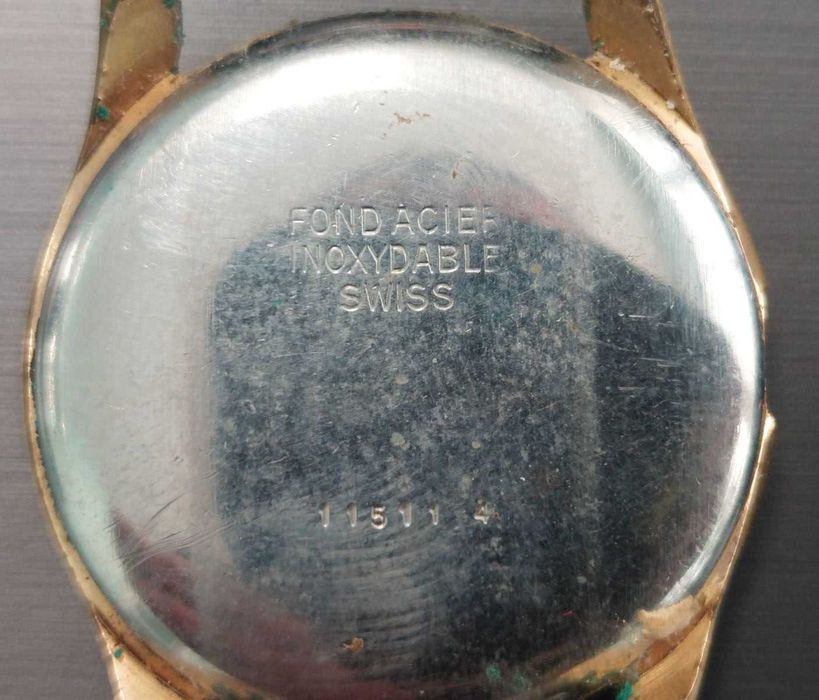 FOND ACIER
INOXYDABLE
SWISS
11511 4